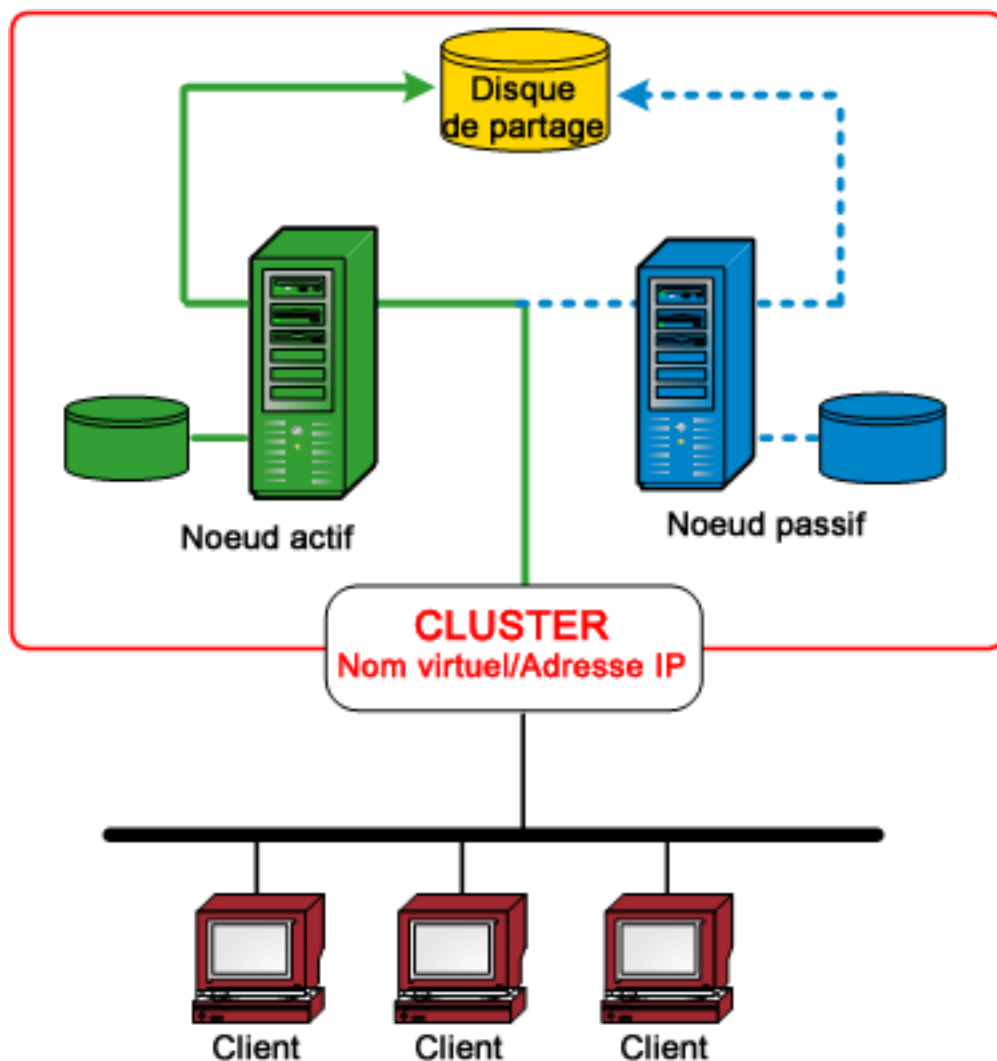 Disque
de partage
Noeud actif
Noeud passif
CLUSTER
Nom virtuel/Adresse IP
Client
Client
Client